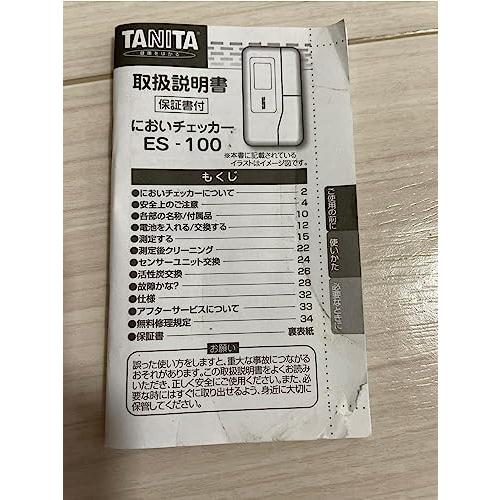 TANITA
健康をはかる
取扱説明書
保証書付
においチェッカー
ES-100
※本書に記載されている
イラストはイメージ図です。
もくじ
●においチェッカーについて 2
●安全上のご注意 4
●各部の名称/付属品 10
●電池を入れる/交換する 12
●測定する 15
●測定後クリーニング 22
●センサーユニット交換 24
●活性炭交換 26
●故障かな? 28
●仕様 32
●アフターサービスについて 33
●無料修理規定 34
●保証書 裏表紙
お願い
誤った使い方をしますと、重大な事故につながる
おそれがあります。この取扱説明書をよくお読み
いただき、正しく安全にご使用ください。また、必
要な時にはすぐに取り出せるよう、身近に大切に
保管してください。
ご使用の前に
使いかた
必要なときに